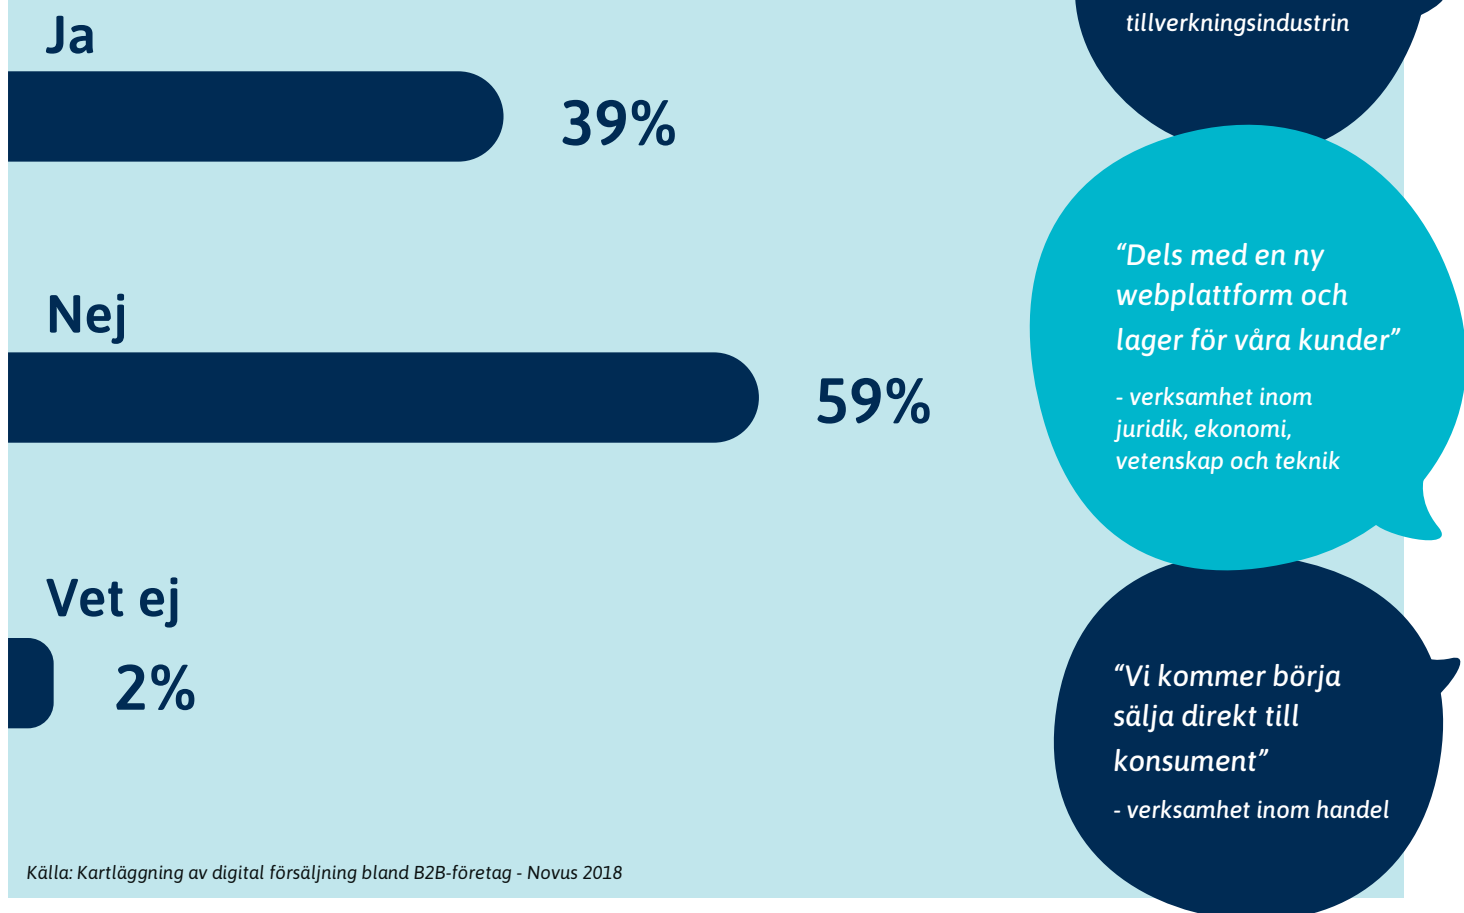 Ja
39%
Nej
59%
Vet ej
2%
Källa: Kartläggning av digital försäljning bland B2B-företag - Novus 2018
tillverkningsindustrin
“Dels med en ny
webplattform och
lager för våra kunder”
- verksamhet inom
juridik, ekonomi,
vetenskap och teknik
“Vi kommer börja
sälja direkt till
konsument”
- verksamhet inom handel